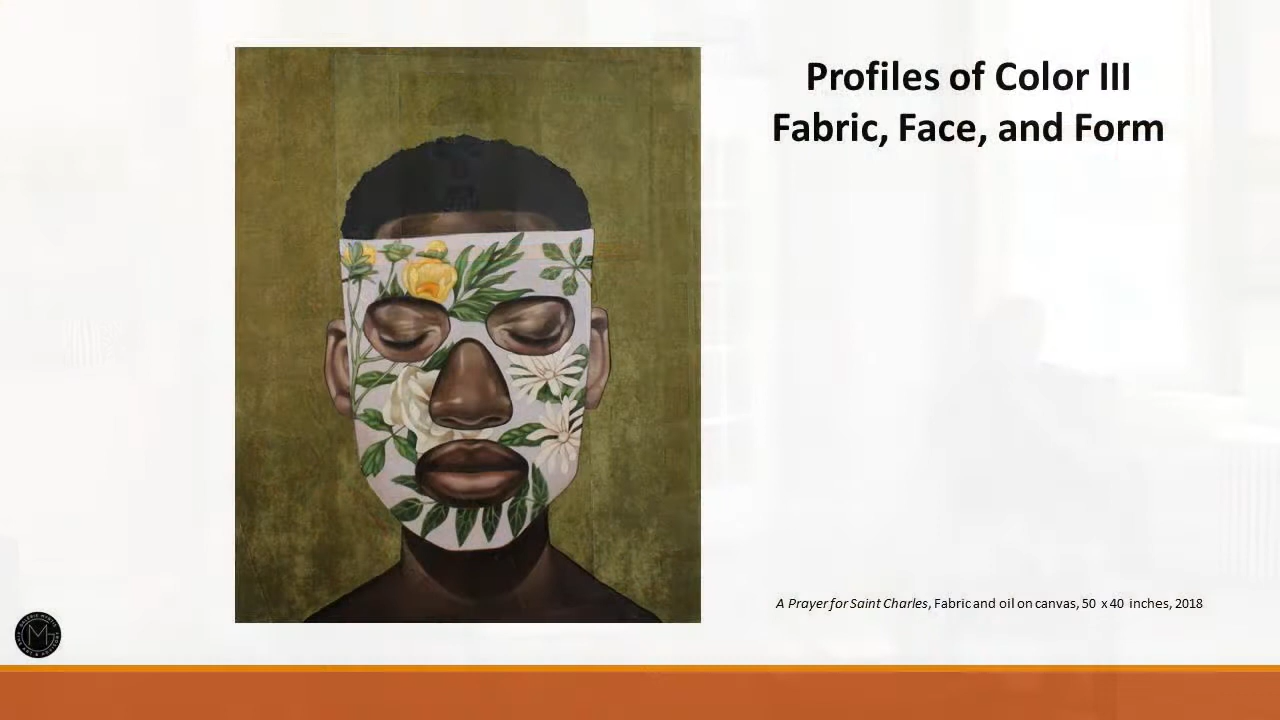 Profiles of Color III
Fabric, Face, and Form
A Prayer for Saint Charles, Fabric and oil on canvas, 50 x 40 inches, 2018